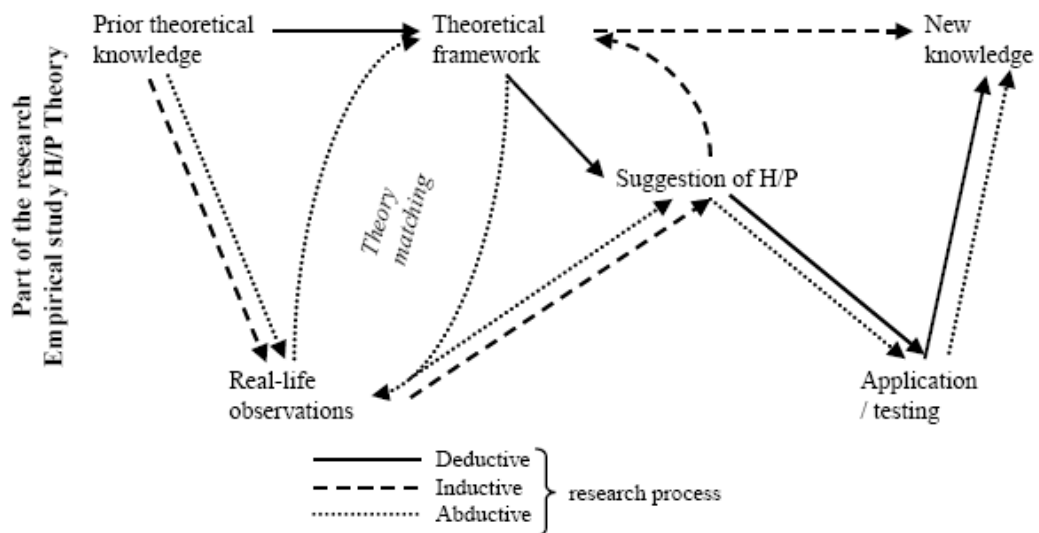 Part of the research
Empirical study H/P Theory
Prior theoretical
knowledge
Theoretical
framework
New
knowledge
Suggestion of H/P
Theory
matching
Real-life
observations
Application
/ testing
Deductive
Inductive
Abductive
research process